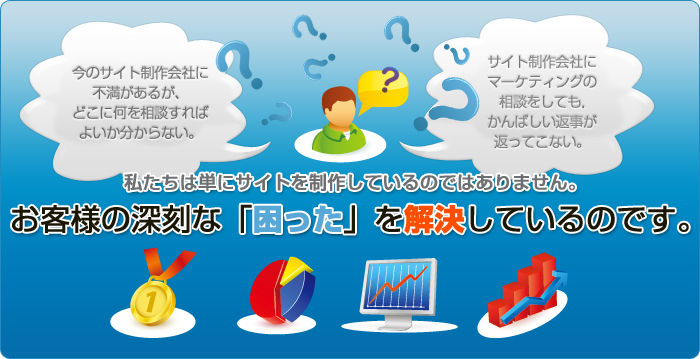 今のサイト制作会社に
不満があるが、
どこに何を相談すれば
よいか分からない。
サイト制作会社に
マーケティングの
相談をしても、
かんばしい返事が
返ってこない。
私たちは単にサイトを制作しているのではありません。
お客様の深刻な「困った」を解決しているのです。
1